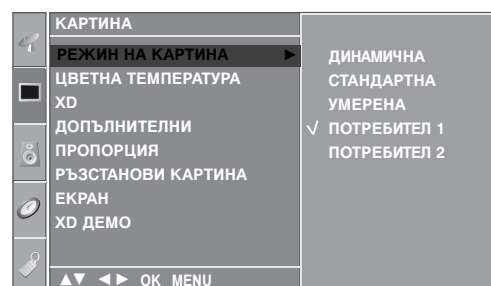 КАРТИНА
РЕЖИН НА КАРТИНА ►
ЦВЕТНА ТЕМПЕРАТУРА
XD
ДОПЪЛНИТЕЛНИ
ПРОПОРЦИЯ
РЪЗСТАНОВИ КАРТИНА
ЕКРАН
XD ДЕМО
▲▼ ◄► OK MENU
ДИНАМИЧНА
СТАНДАРТНА
УМЕРЕНА
√ ПОТРЕБИТЕЛ 1
ПОТРЕБИТЕЛ 2